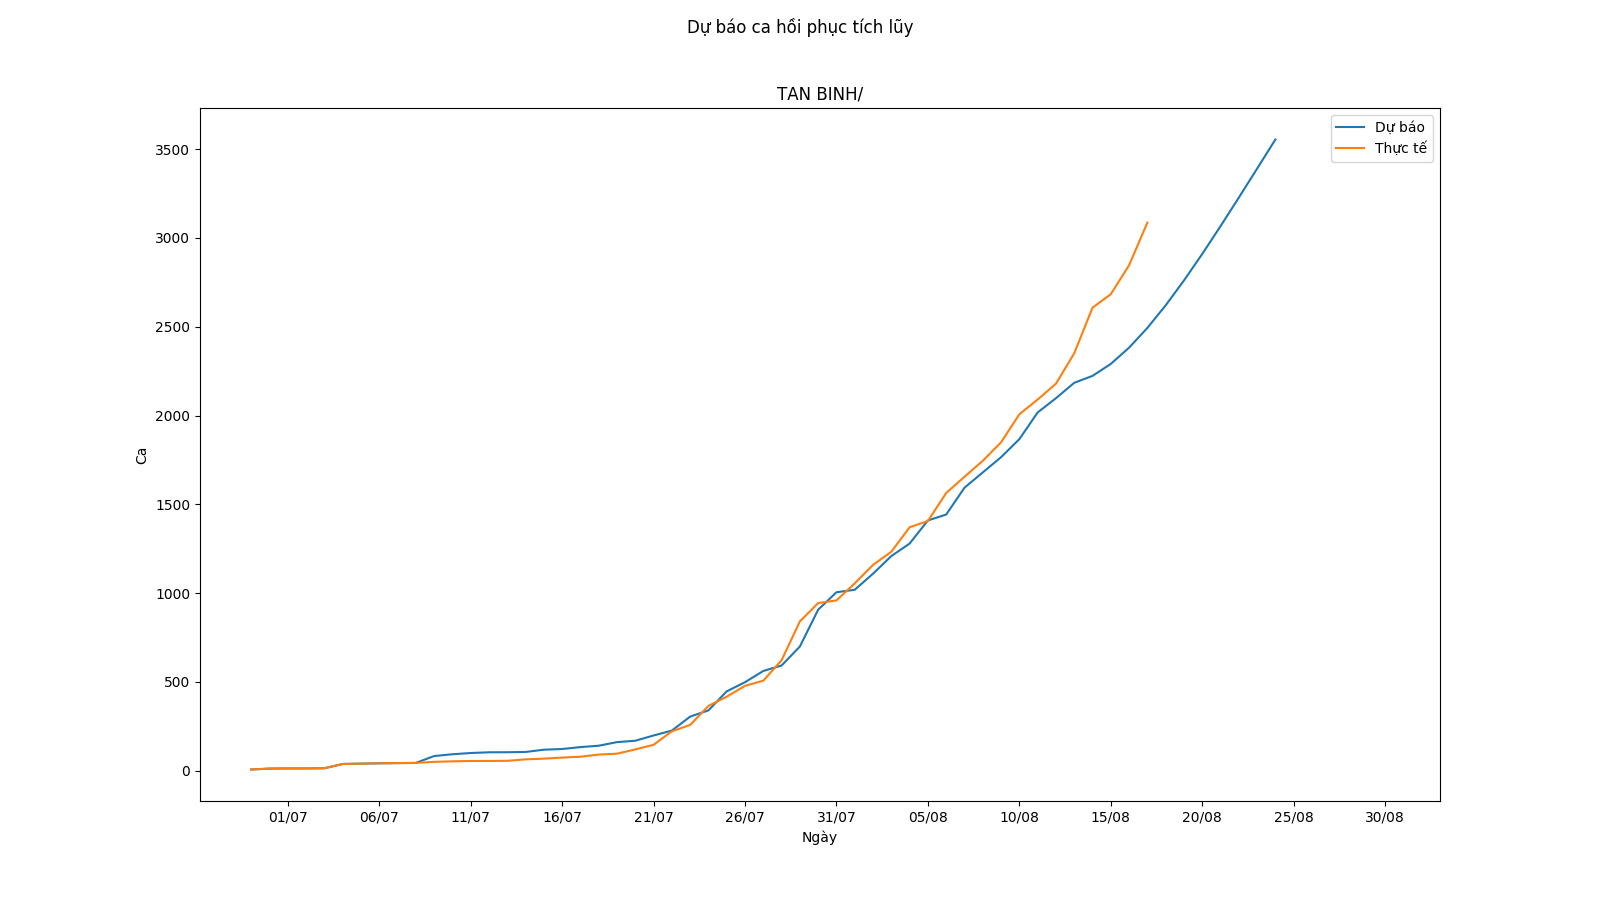 Dự báo ca hồi phục tích lũy
TAN BINH/
Dự báo
Thực tế
3500
3000
2500
2000
1500
1000
500
0
Ca
01/07 06/07 11/07 16/07 21/07 26/07 31/07 05/08 10/08 15/08 20/08 25/08 30/08
Ngày